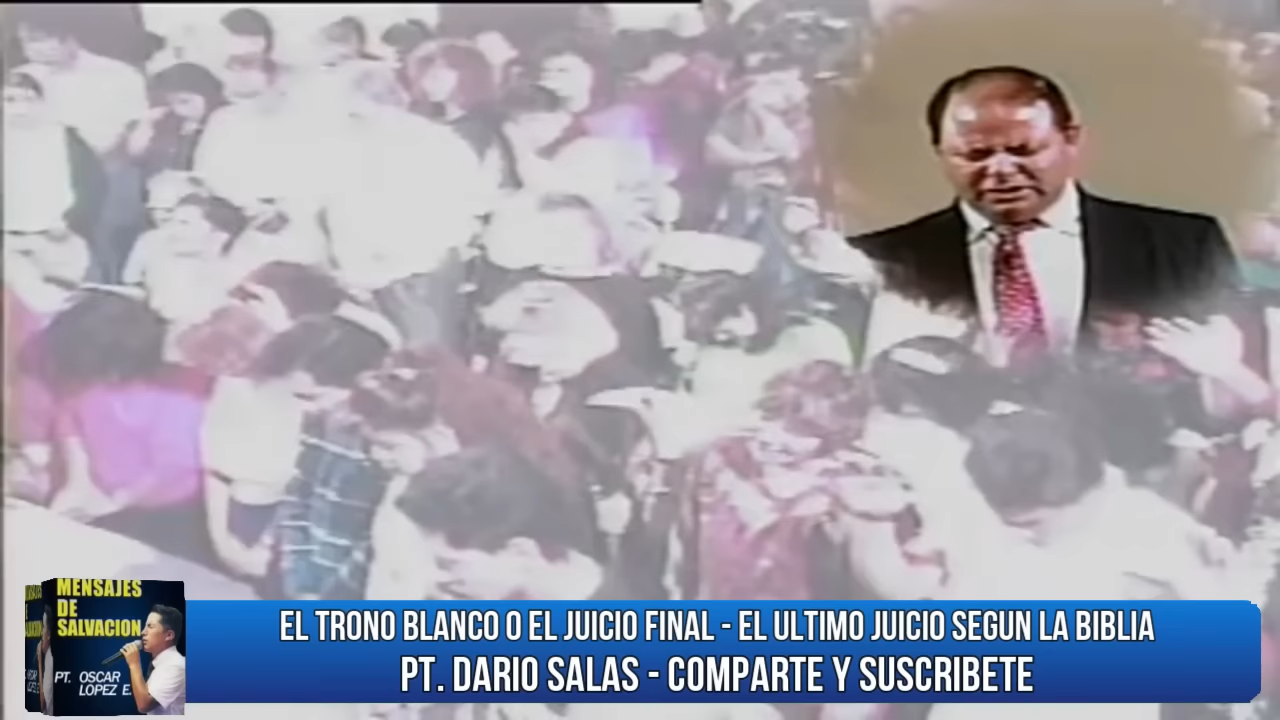 EL TRONO BLANCO O EL JUICIO FINAL - EL ULTIMO JUICIO SEGUN LA BIBLIA
PT. DARIO SALAS - COMPARTE Y SUSCRIBETE
MENSAJES
DE
SALVACION
PT. OSCAR
LOPEZ E.